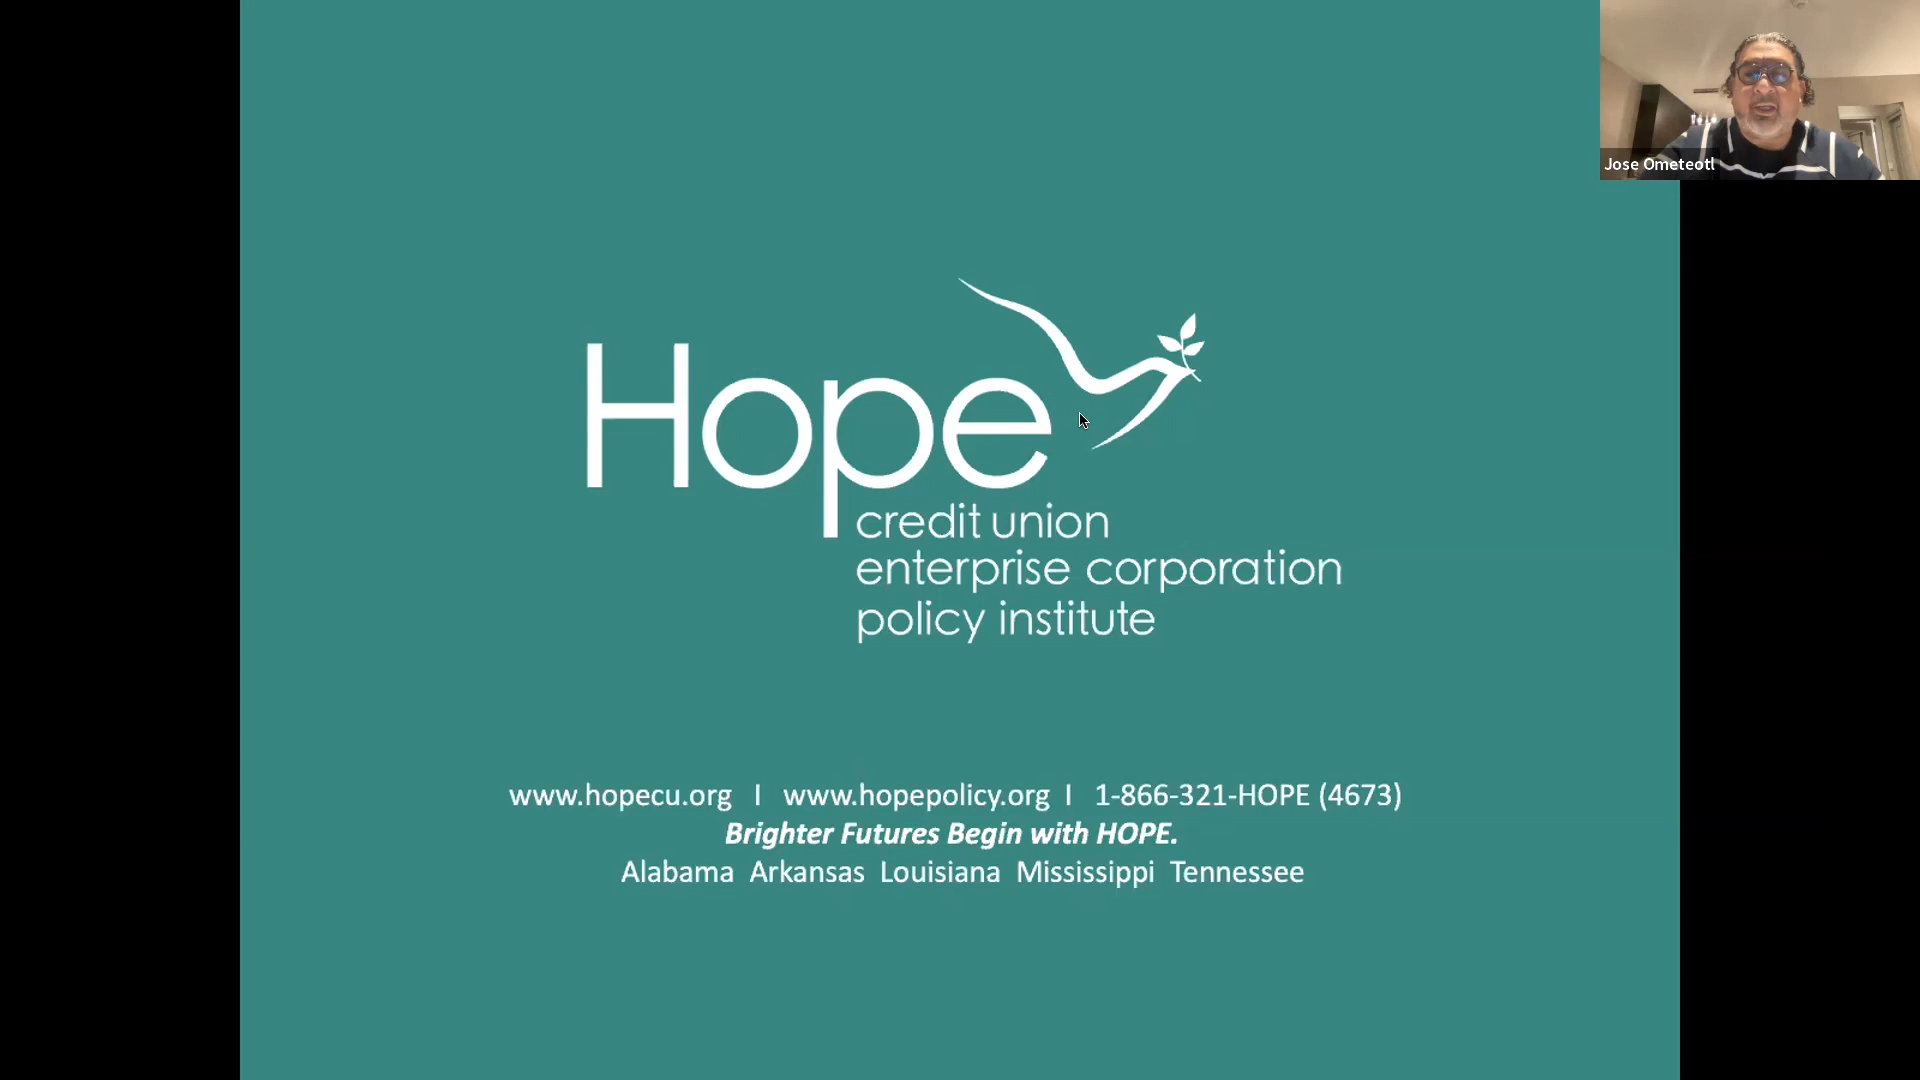 Jose Ometeotl
Hope
credit union
enterprise corporation
policy institute
www.hopecu.org I www.hopepolicy.org I 1-866-321-HOPE (4673)
Brighter Futures Begin with HOPE.
Alabama Arkansas Louisiana Mississippi Tennessee